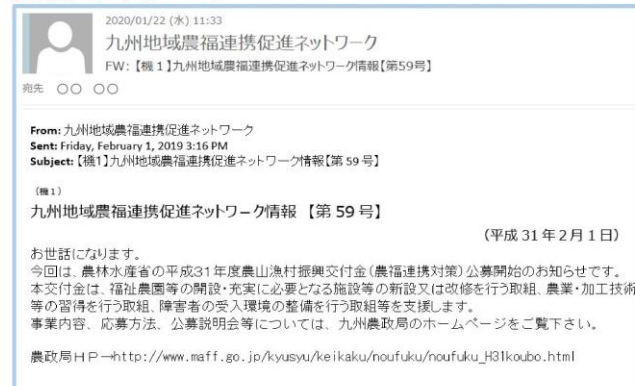 2020/01/22 (水) 11:33
九州地域農福連携促進ネットワーク
FW: 【機１】九州地域農福連携促進ネットワーク情報【第59号】
宛先 〇〇 〇〇
From: 九州地域農福連携促進ネットワーク
Sent: Friday, February 1, 2019 3:16 PM
Subject: 【機1】九州地域農福連携促進ネットワーク情報【第 59 号】
（機１）
九州地域農福連携促進ネットワーク情報 【第 59 号】
（平成 31 年 2 月 1 日）
お世話になります。
今回は、農林水産省の平成31年度農山漁村振興交付金（農福連携対策）公募開始のお知らせです。
本交付金は、福祉農園等の開設・充実に必要となる施設等の新設又は改修を行う取組、農業・加工技術
等の習得を行う取組、障害者の受入環境の整備を行う取組等を支援します。
事業内容、応募方法、公募説明会等については、九州農政局のホームページをご覧下さい。
農政局ＨＰ→http://www.maff.go.jp/kyusyu/keikaku/noufuku/noufuku_H31koubo.html